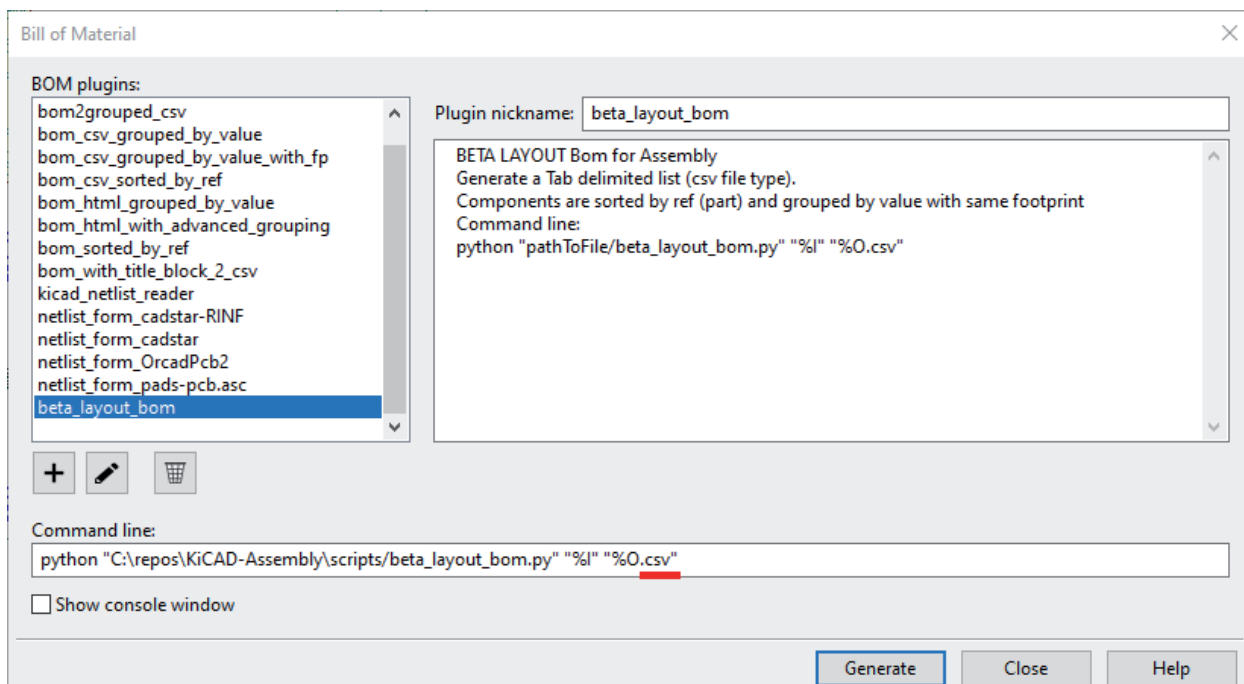 Bill of Material
BOM plugins:
bom2grouped_csv
bom_csv_grouped_by_value
bom_csv_grouped_by_value_with_fp
bom_csv_sorted_by_ref
bom_html_grouped_by_value
bom_html_with_advanced_grouping
bom_sorted_by_ref
bom_with_title_block_2_csv
kicad_netlist_reader
netlist_form_cadstar-RINF
netlist_form_cadstar
netlist_form_OrcadPcb2
netlist_form_pads-pcb.asc
beta_layout_bom
Plugin nickname: beta_layout_bom
BETA LAYOUT Bom for Assembly
Generate a Tab delimited list (csv file type).
Components are sorted by ref (part) and grouped by value with same footprint
Command line:
python "pathToFile/beta_layout_bom.py" "%I" "%O.csv"
Command line:
python "C:\repos\KiCAD-Assembly\scripts/beta_layout_bom.py" "%I" "%O.csv"
Show console window
Generate Close Help